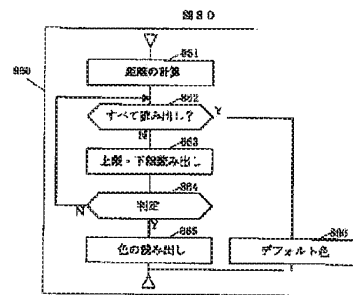 図８０
850
851
距離の計算
852
すべて読み出し？
Y
N
853
上限・下限読み出し
854
判定
N
Y
855
色の読み出し
856
デフォルト色